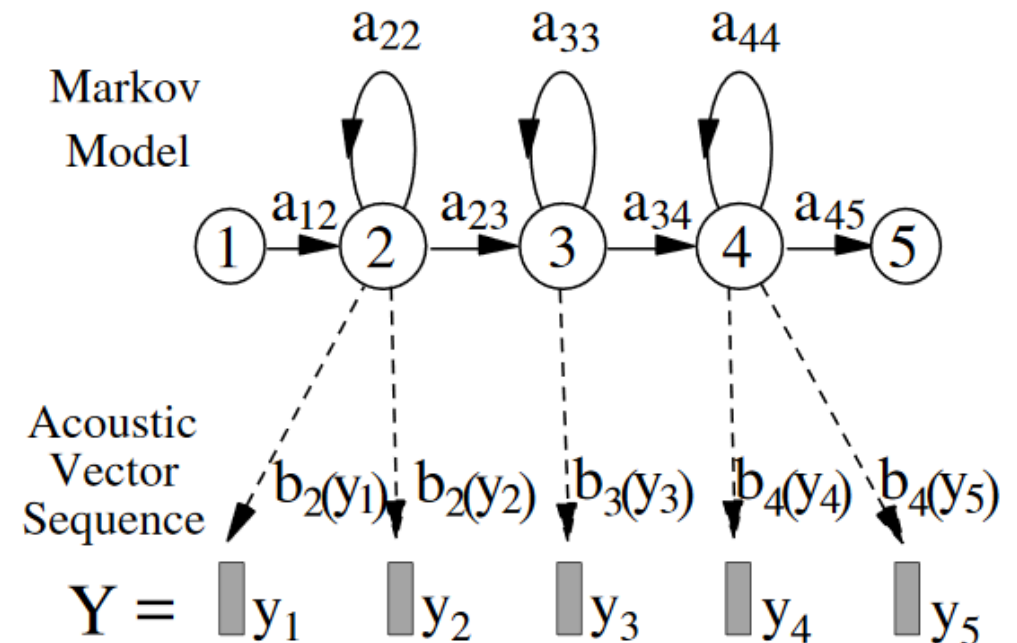 a₂₂ a₃₃ a₄₄
Markov
Model
a₁₂ a₂₃ a₃₄ a₄₅
1 2 3 4 5
Acoustic
Vector
Sequence
b₂(y₁) b₂(y₂) b₃(y₃) b₄(y₄) b₄(y₅)
Y = y₁ y₂ y₃ y₄ y₅